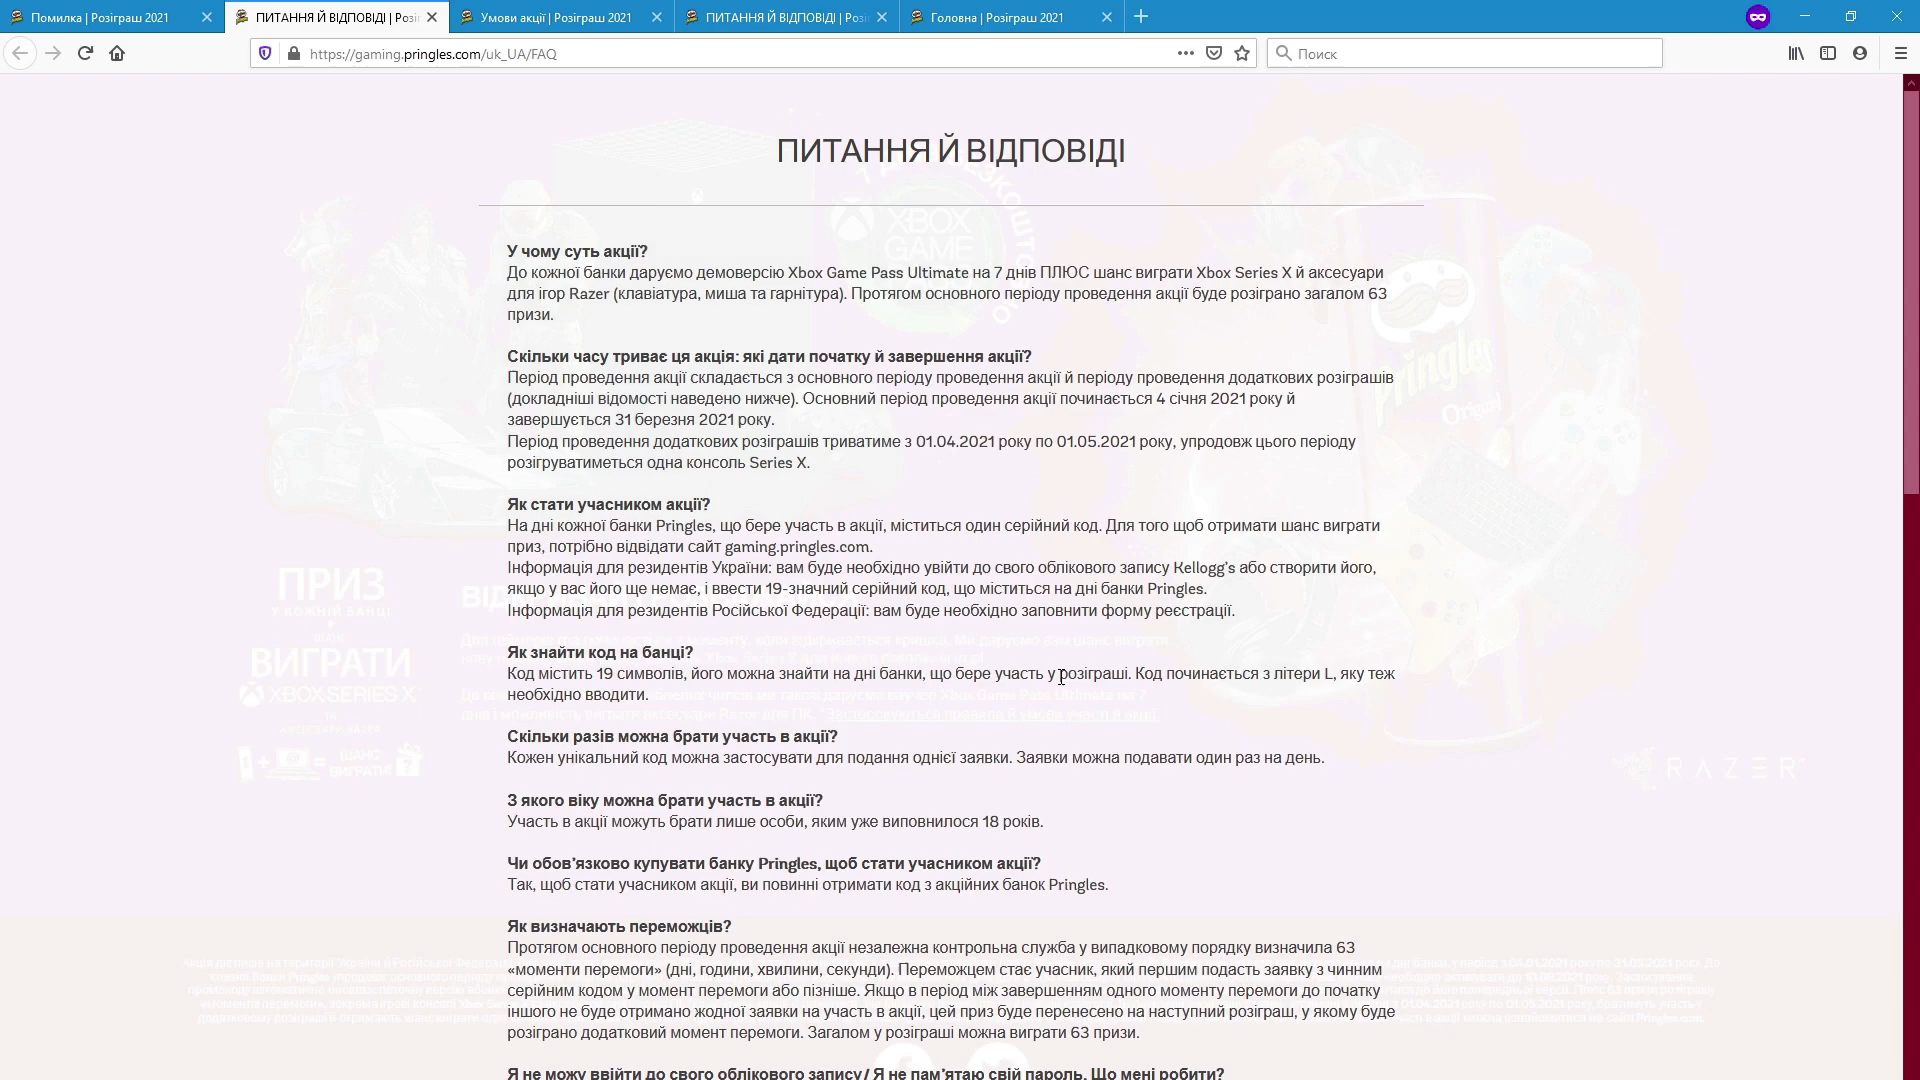 Помилка | Розіграш 2021
ПИТАННЯ Й ВІДПОВІДІ | Розі
Умови акції | Розіграш 2021
ПИТАННЯ Й ВІДПОВІДІ | Розі
Головна | Розіграш 2021
https://gaming.pringles.com/uk_UA/FAQ
Поиск
ПИТАННЯ Й ВІДПОВІДІ
У чому суть акції?
До кожної банки даруємо демоверсію Xbox Game Pass Ultimate на 7 днів ПЛЮС шанс виграти Xbox Series X й аксесуари
для ігор Razer (клавіатура, миша та гарнітура). Протягом основного періоду проведення акції буде розіграно загалом 63
призи.
Скільки часу триває ця акція: які дати початку й завершення акції?
Період проведення акції складається з основного періоду проведення акції й періоду проведення додаткових розіграшів
(докладніші відомості наведено нижче). Основний період проведення акції починається 4 січня 2021 року й
завершується 31 березня 2021 року.
Період проведення додаткових розіграшів триватиме з 01.04.2021 року по 01.05.2021 року, упродовж цього періоду
розігруватиметься одна консоль Series X.
Як стати учасником акції?
На дні кожної банки Pringles, що бере участь в акції, міститься один серійний код. Для того щоб отримати шанс виграти
приз, потрібно відвідати сайт gaming.pringles.com.
Інформація для резидентів України: вам буде необхідно увійти до свого облікового запису Kellogg's або створити його,
якщо у вас його ще немає, і ввести 19-значний серійний код, що міститься на дні банки Pringles.
Інформація для резидентів Російської Федерації: вам буде необхідно заповнити форму реєстрації.
Як знайти код на банці?
Код містить 19 символів, його можна знайти на дні банки, що бере участь у розіграші. Код починається з літери L, яку теж
необхідно вводити.
Скільки разів можна брати участь в акції?
Кожен унікальний код можна застосувати для подання однієї заявки. Заявки можна подавати один раз на день.
З якого віку можна брати участь в акції?
Участь в акції можуть брати лише особи, яким уже виповнилося 18 років.
Чи обов'язково купувати банку Pringles, щоб стати учасником акції?
Так, щоб стати учасником акції, ви повинні отримати код з акційних банок Pringles.
Як визначають переможців?
Протягом основного періоду проведення акції незалежна контрольна служба у випадковому порядку визначила 63
«моменти перемоги» (дні, години, хвилини, секунди). Переможцем стає учасник, який першим подасть заявку з чинним
серійним кодом у момент перемоги або пізніше. Якщо в період між завершенням одного моменту перемоги до початку
іншого не буде отримано жодної заявки на участь в акції, цей приз буде перенесено на наступний розіграш, у якому буде
розіграно додатковий момент перемоги. Загалом у розіграші можна виграти 63 призи.
Я не можу ввійти до свого облікового запису/ Я не пам'ятаю свій пароль. Що мені робити?
XBOX
GAME
PASS
Pringles
Original
ПРИЗ
У КОЖНІЙ БАНЦІ
ВИГРАТИ
XBOX SERIES X
ШАНС
ВИГРАТИ
RAZER